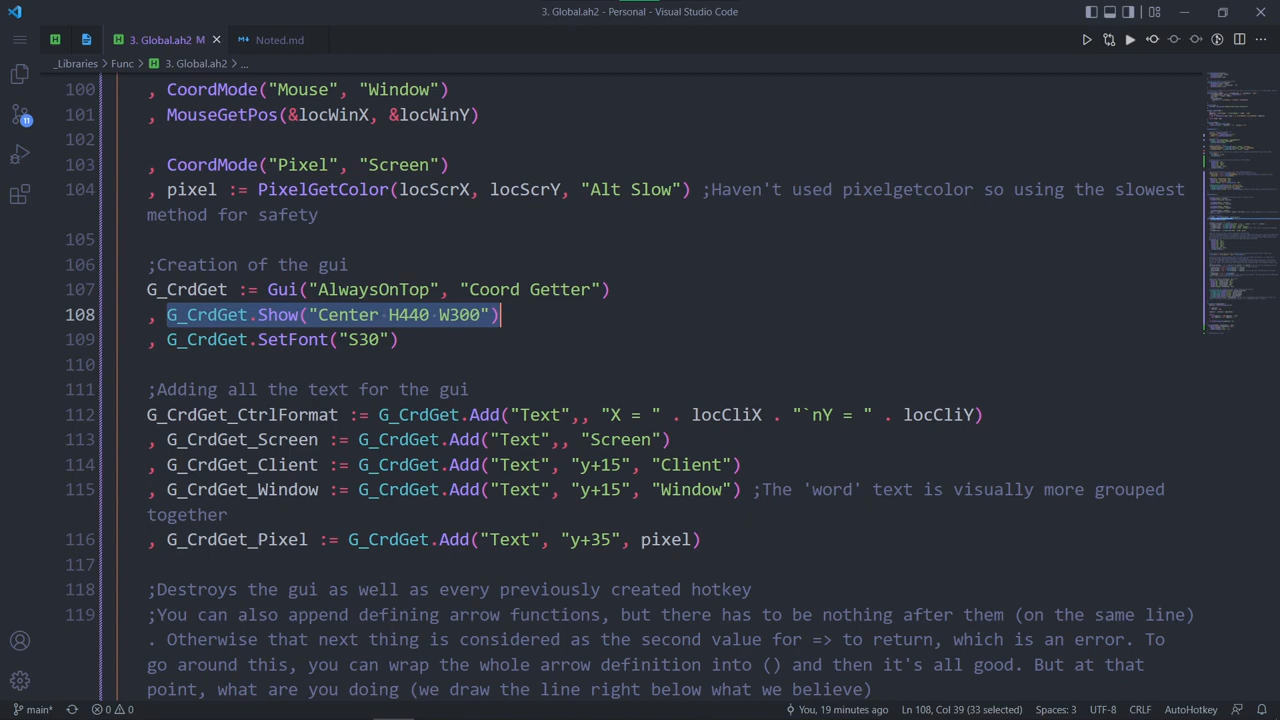 3. Global.ah2 - Personal - Visual Studio Code
3. Global.ah2 M
Noted.md
_Libraries > Func > 3. Global.ah2 > ...
100 , CoordMode("Mouse", "Window")
101 , MouseGetPos(&locWinX, &locWinY)
102
103 , CoordMode("Pixel", "Screen")
104 , pixel := PixelGetColor(locScrX, locScrY, "Alt Slow") ;Haven't used pixelgetcolor so using the slowest
method for safety
105
106 ;Creation of the gui
107 G_CrdGet := Gui("AlwaysOnTop", "Coord Getter")
108 , G_CrdGet.Show("Center·H440·W300")
109 , G_CrdGet.SetFont("S30")
110
111 ;Adding all the text for the gui
112 G_CrdGet_CtrlFormat := G_CrdGet.Add("Text",, "X = " . locCliX . "`nY = " . locCliY)
113 , G_CrdGet_Screen := G_CrdGet.Add("Text",, "Screen")
114 , G_CrdGet_Client := G_CrdGet.Add("Text", "y+15", "Client")
115 , G_CrdGet_Window := G_CrdGet.Add("Text", "y+15", "Window") ;The 'word' text is visually more grouped
together
116 , G_CrdGet_Pixel := G_CrdGet.Add("Text", "y+35", pixel)
117
118 ;Destroys the gui as well as every previously created hotkey
119 ;You can also append defining arrow functions, but there has to be nothing after them (on the same line)
. Otherwise that next thing is considered as the second value for => to return, which is an error. To
go around this, you can wrap the whole arrow definition into () and then it's all good. But at that
point, what are you doing (we draw the line right below what we believe)
11
main* 0 0 You, 19 minutes ago Ln 108, Col 39 (33 selected) Spaces: 3 UTF-8 CRLF AutoHotkey